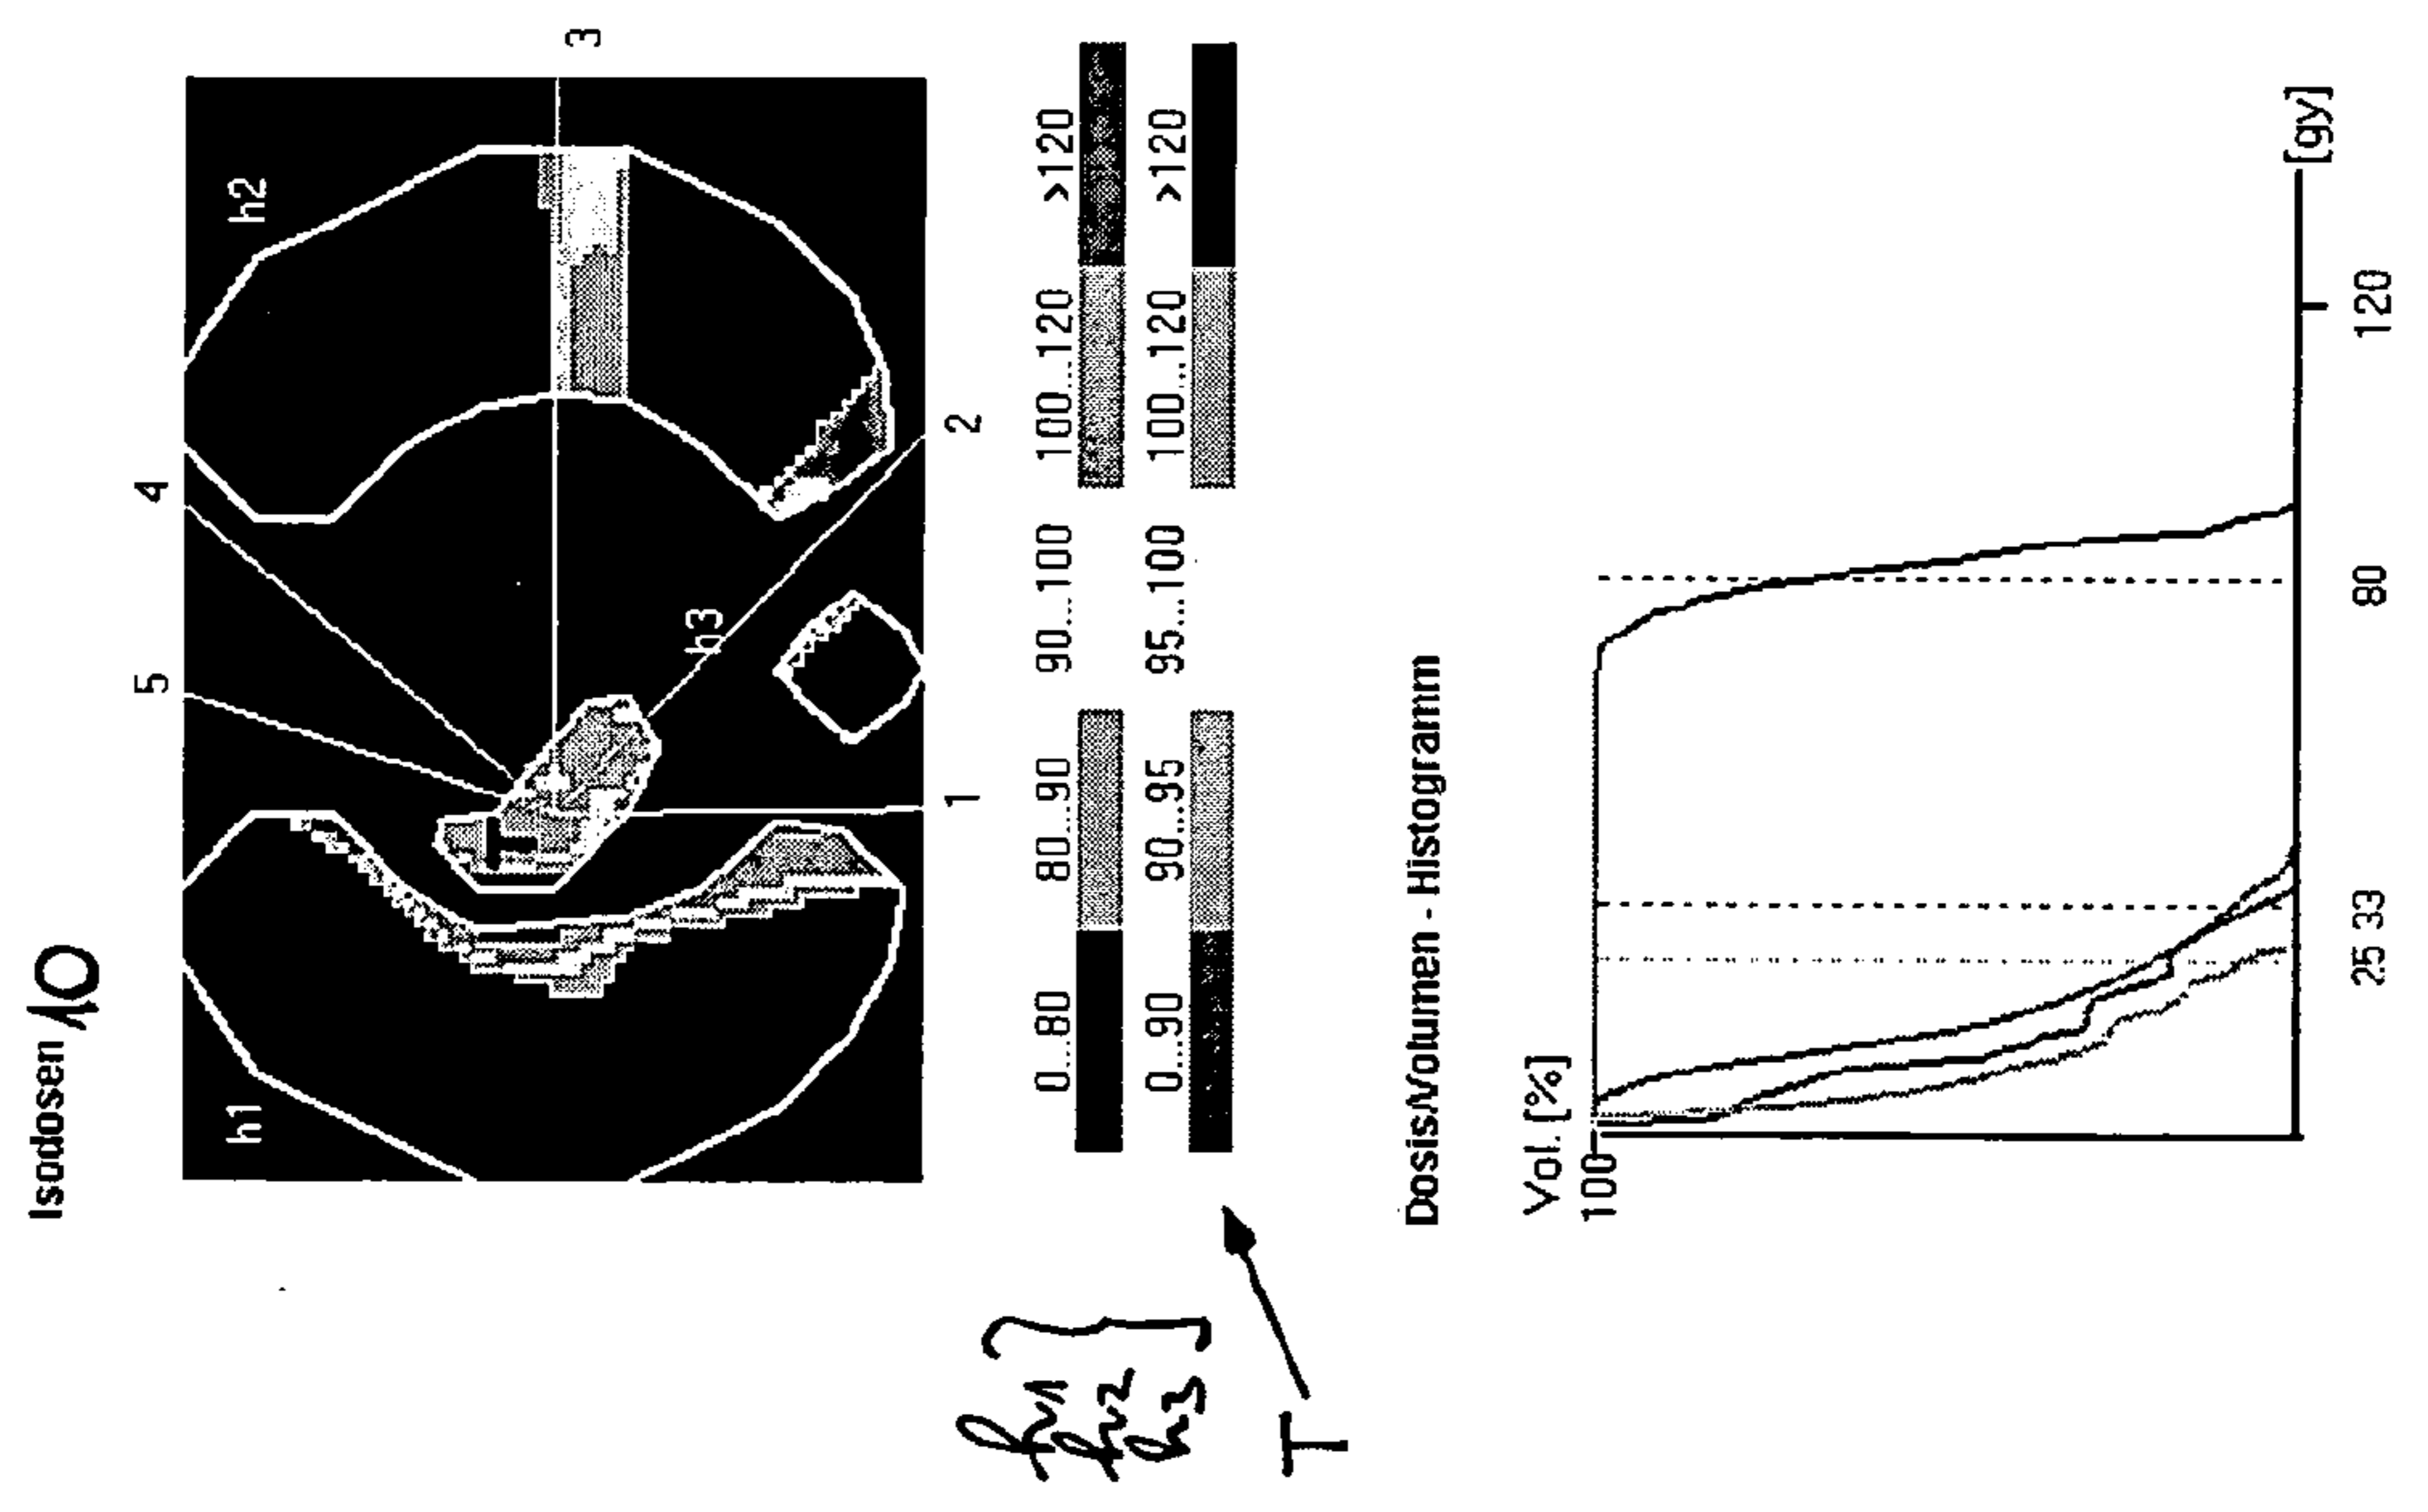 Isodosen 10
4
5
h1
h2
h3
T
3
2
1
0...80 80...90 90...100 100...120 >120
0...90 90...95 95...100 100...120 >120
h1
h2
h3
T
Dosis/Volumen - Histogramm
Vol. [%]
100
25 33 80 120
[gy]